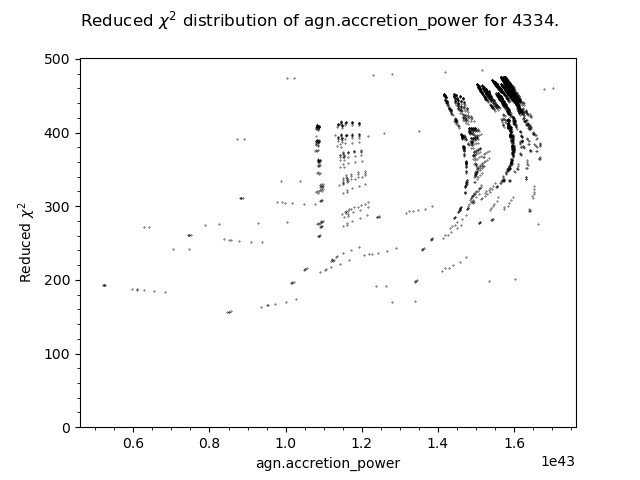 Reduced χ² distribution of agn.accretion_power for 4334.
500
400
300
200
100
0
Reduced χ²
0.6 0.8 1.0 1.2 1.4 1.6
1e43
agn.accretion_power